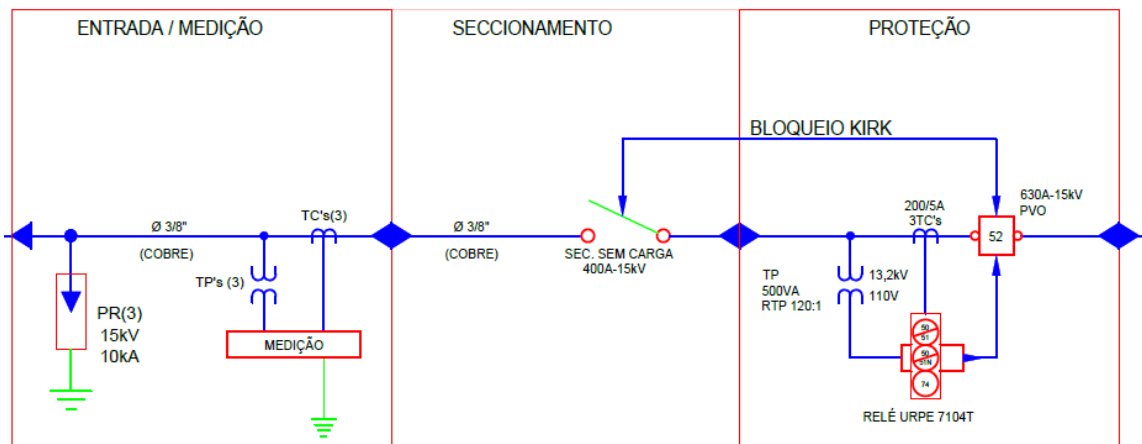 ENTRADA / MEDIÇÃO
SECCIONAMENTO
PROTEÇÃO
BLOQUEIO KIRK
Ø 3/8"
(COBRE)
TC's(3)
TP's (3)
MEDIÇÃO
PR(3)
15kV
10kA
Ø 3/8"
(COBRE)
SEC. SEM CARGA
400A-15kV
200/5A
3TC's
630A-15kV
PVO
52
TP
500VA
RTP 120:1
13,2kV
110V
50
51
50
51N
74
RELÉ URPE 7104T